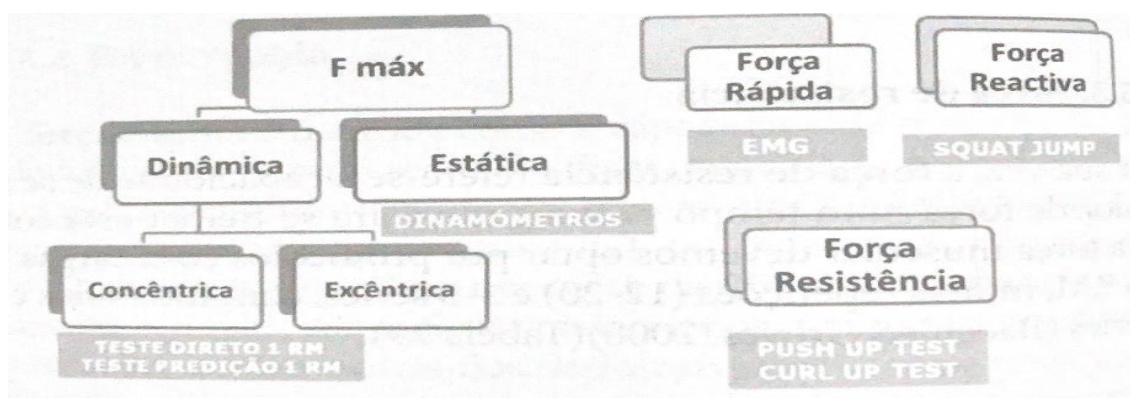 F máx
Dinâmica
Estática
DINAMÓMETROS
Concêntrica
Excêntrica
TESTE DIRETO 1 RM
TESTE PREDIÇÃO 1 RM
Força
Rápida
EMG
Força
Reactiva
SQUAT JUMP
Força
Resistência
PUSH UP TEST
CURL UP TEST